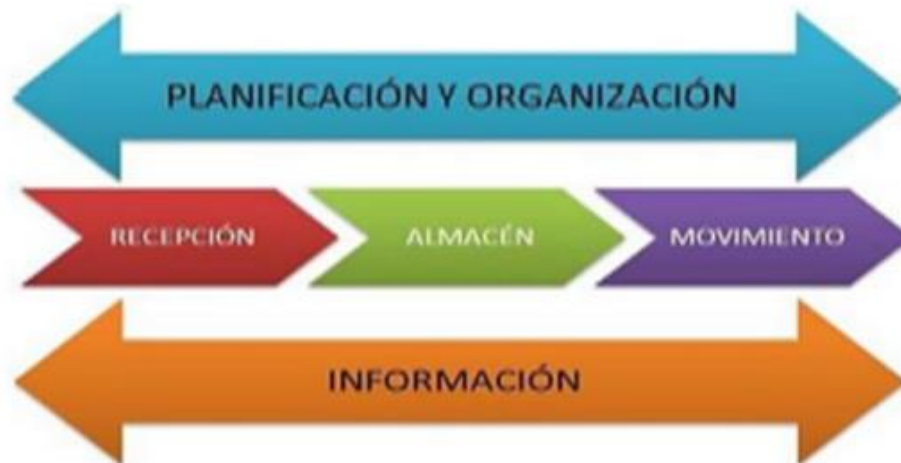 PLANIFICACIÓN Y ORGANIZACIÓN
RECEPCIÓN
ALMACÉN
MOVIMIENTO
INFORMACIÓN